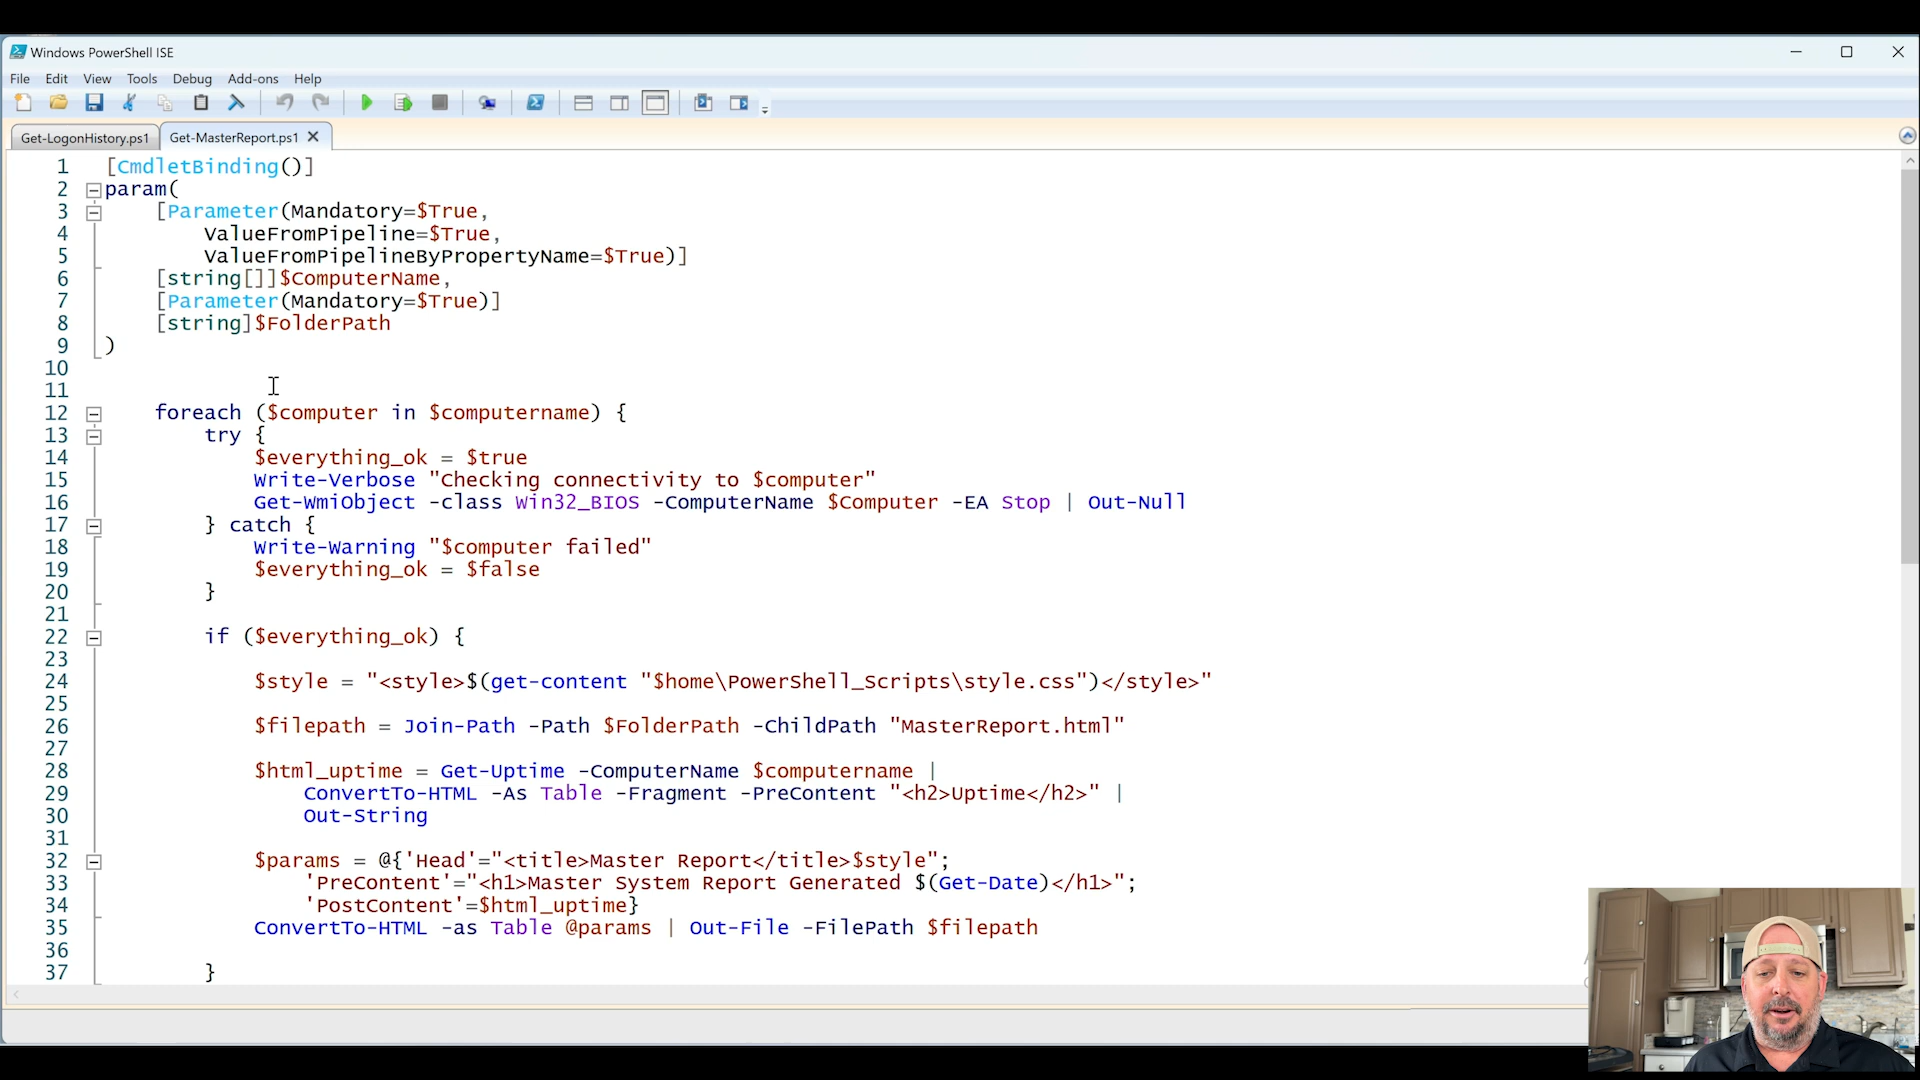 Windows PowerShell ISE
File Edit View Tools Debug Add-ons Help
Get-LogonHistory.ps1 Get-MasterReport.ps1
1 [CmdletBinding()]
2 param(
3 [Parameter(Mandatory=$True,
4 ValueFromPipeline=$True,
5 ValueFromPipelineByPropertyName=$True)]
6 [string[]]$ComputerName,
7 [Parameter(Mandatory=$True)]
8 [string]$FolderPath
9 )
10
11
12 foreach ($computer in $computername) {
13 try {
14 $everything_ok = $true
15 Write-Verbose "Checking connectivity to $computer"
16 Get-WmiObject -class Win32_BIOS -ComputerName $Computer -EA Stop | Out-Null
17 } catch {
18 Write-Warning "$computer failed"
19 $everything_ok = $false
20 }
21
22 if ($everything_ok) {
23
24 $style = "<style>$(get-content "$home\PowerShell_Scripts\style.css")</style>"
25
26 $filepath = Join-Path -Path $FolderPath -ChildPath "MasterReport.html"
27
28 $html_uptime = Get-Uptime -ComputerName $computername |
29 ConvertTo-HTML -As Table -Fragment -PreContent "<h2>Uptime</h2>" |
30 Out-String
31
32 $params = @{'Head'="<title>Master Report</title>$style";
33 'PreContent'="<h1>Master System Report Generated $(Get-Date)</h1>";
34 'PostContent'=$html_uptime}
35 ConvertTo-HTML -as Table @params | Out-File -FilePath $filepath
36
37 }